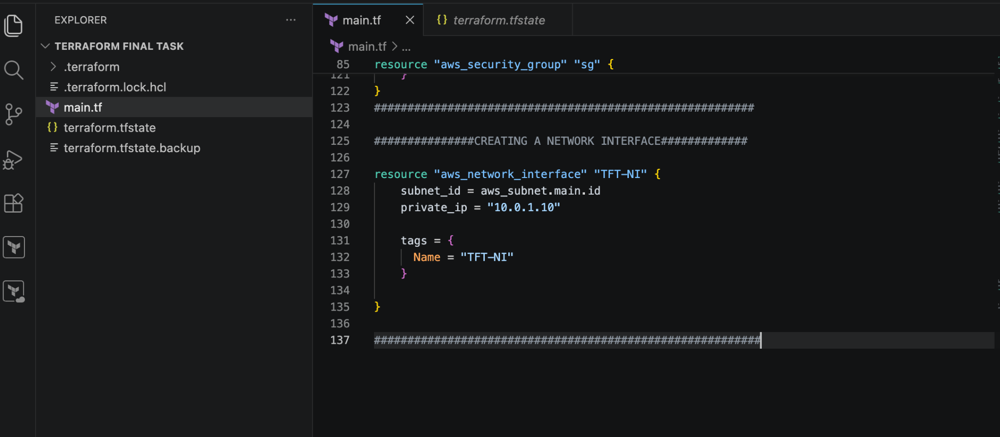 EXPLORER
TERRAFORM FINAL TASK
.terraform
.terraform.lock.hcl
main.tf
terraform.tfstate
terraform.tfstate.backup
main.tf
terraform.tfstate
main.tf > ...
85 resource "aws_security_group" "sg" {
121 }
122 }
123 #########################################################
124
125 ###############CREATING A NETWORK INTERFACE#############
126
127 resource "aws_network_interface" "TFT-NI" {
128 subnet_id = aws_subnet.main.id
129 private_ip = "10.0.1.10"
130
131 tags = {
132 Name = "TFT-NI"
133 }
134
135 }
136
137 ##########################################################